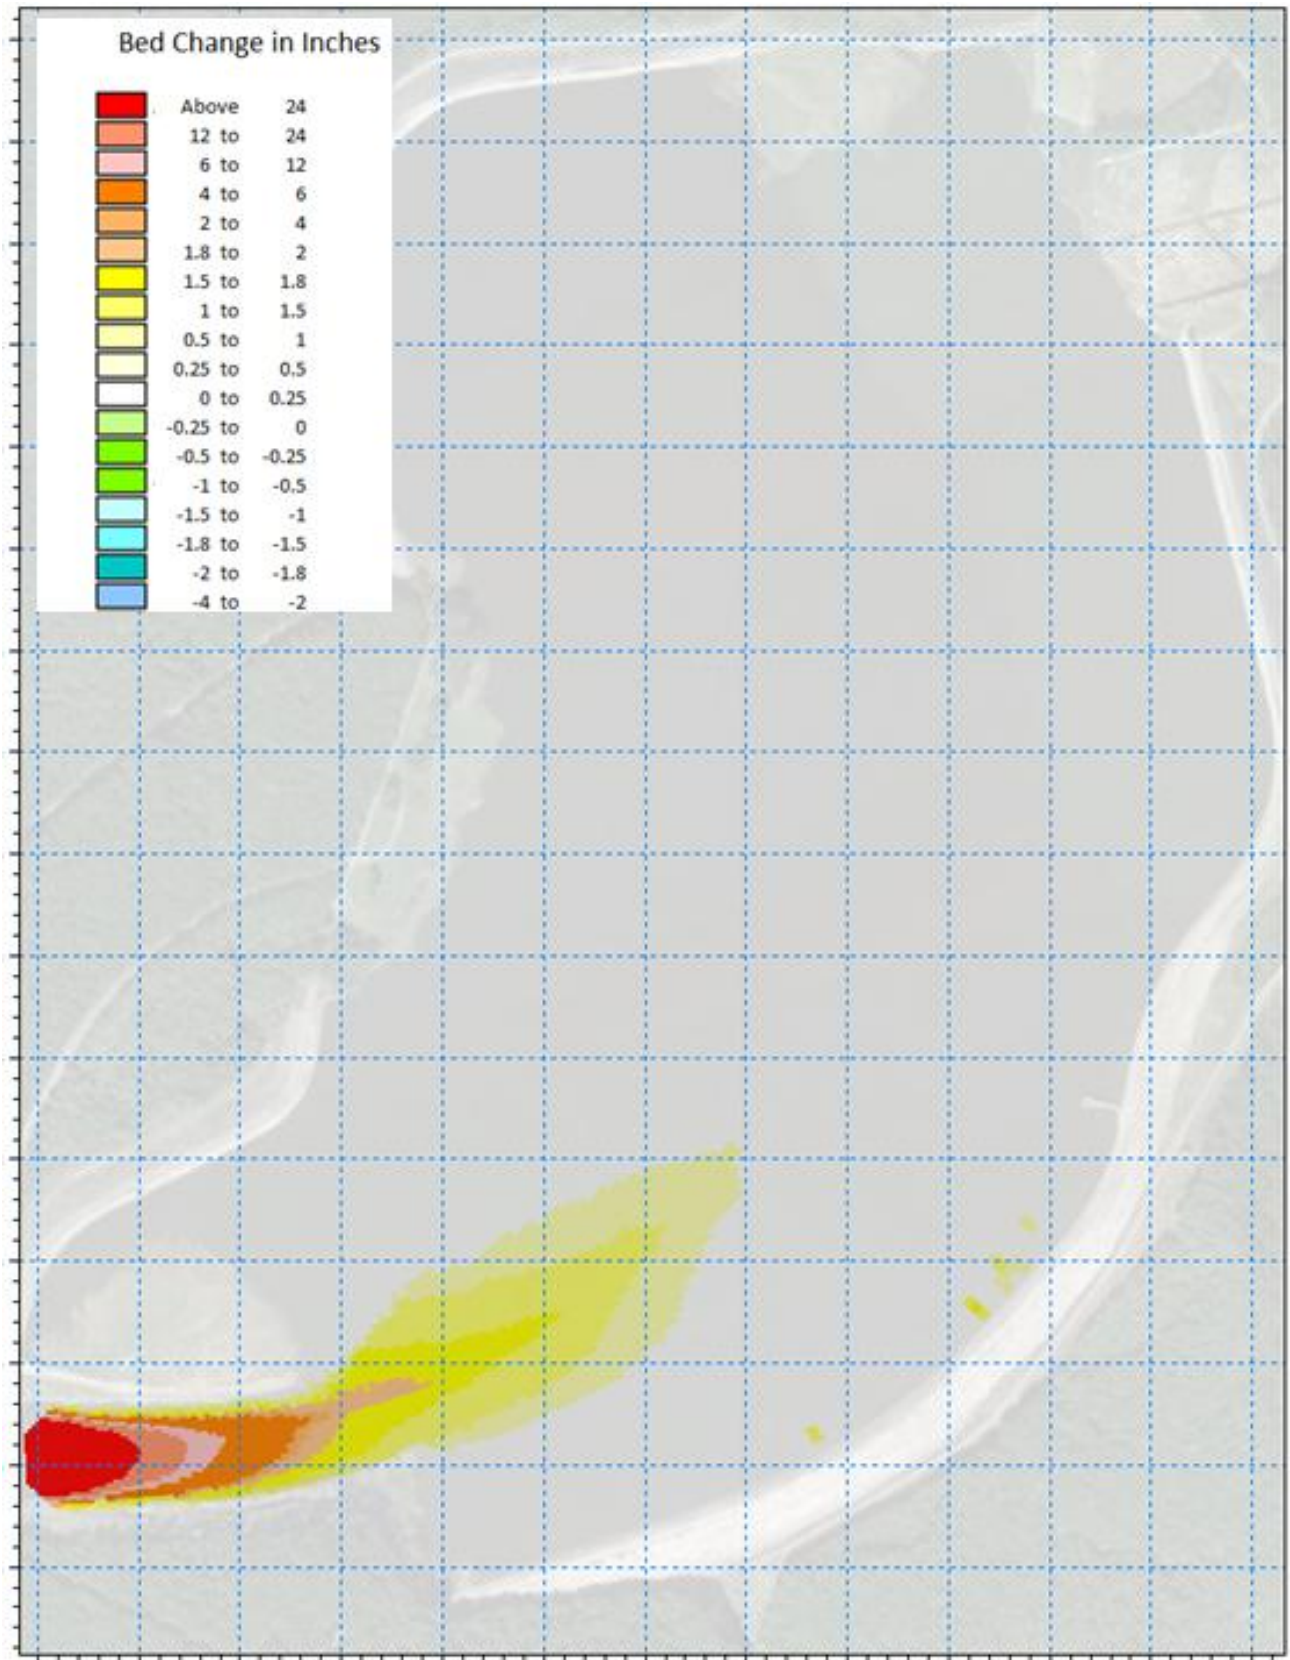 Bed Change in Inches
Above 24
12 to 24
6 to 12
4 to 6
2 to 4
1.8 to 2
1.5 to 1.8
1 to 1.5
0.5 to 1
0.25 to 0.5
0 to 0.25
-0.25 to 0
-0.5 to -0.25
-1 to -0.5
-1.5 to -1
-1.8 to -1.5
-2 to -1.8
-4 to -2